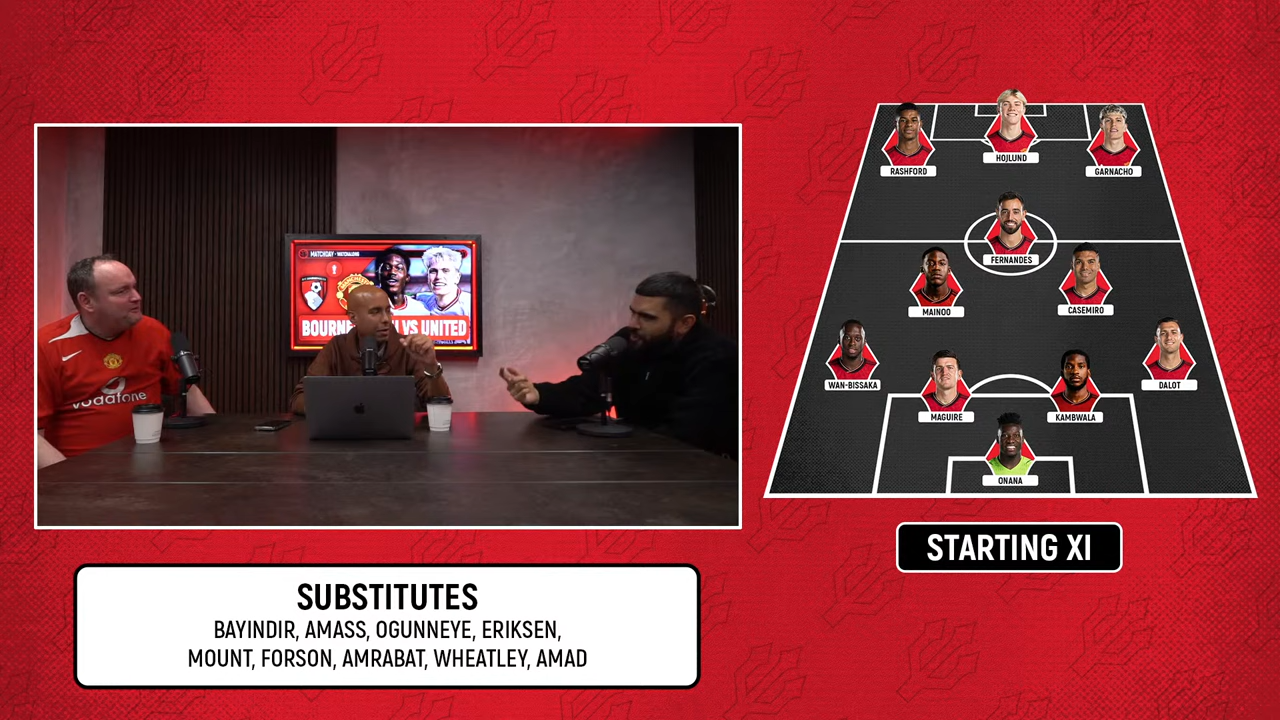 MATCHDAY - WATCHALONG
BOURNE
VS UNITED
vodafone
SUBSTITUTES
BAYINDIR, AMASS, OGUNNEYE, ERIKSEN,
MOUNT, FORSON, AMRABAT, WHEATLEY, AMAD
RASHFORD
HOJLUND
GARNACHO
FERNANDES
MAINOO
CASEMIRO
WAN-BISSAKA
DALOT
MAGUIRE
KAMBWALA
ONANA
STARTING XI